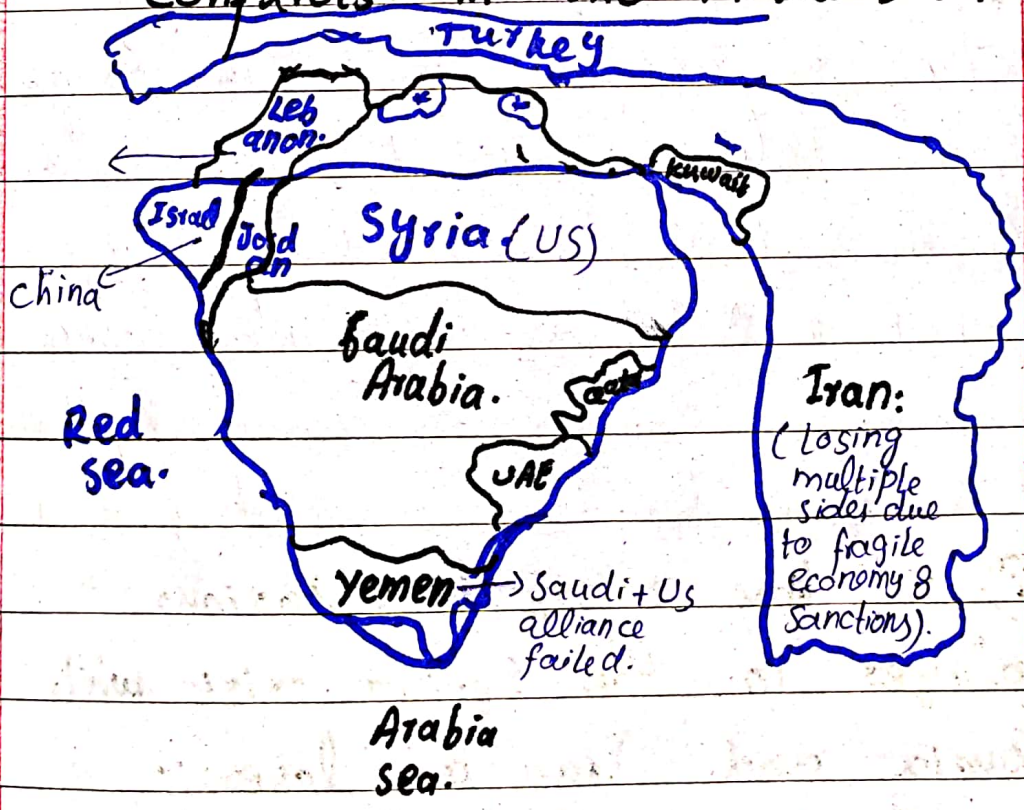 Turkey
Leb
anon.
Kuwait
Israel
Jord
an
Syria (US)
China
Saudi
Arabia.
Iran:
(Losing
multiple
sides due
to fragile
economy &
sanctions).
Red
sea.
UAE
Yemen → Saudi + Us
alliance
failed.
Arabia
sea.